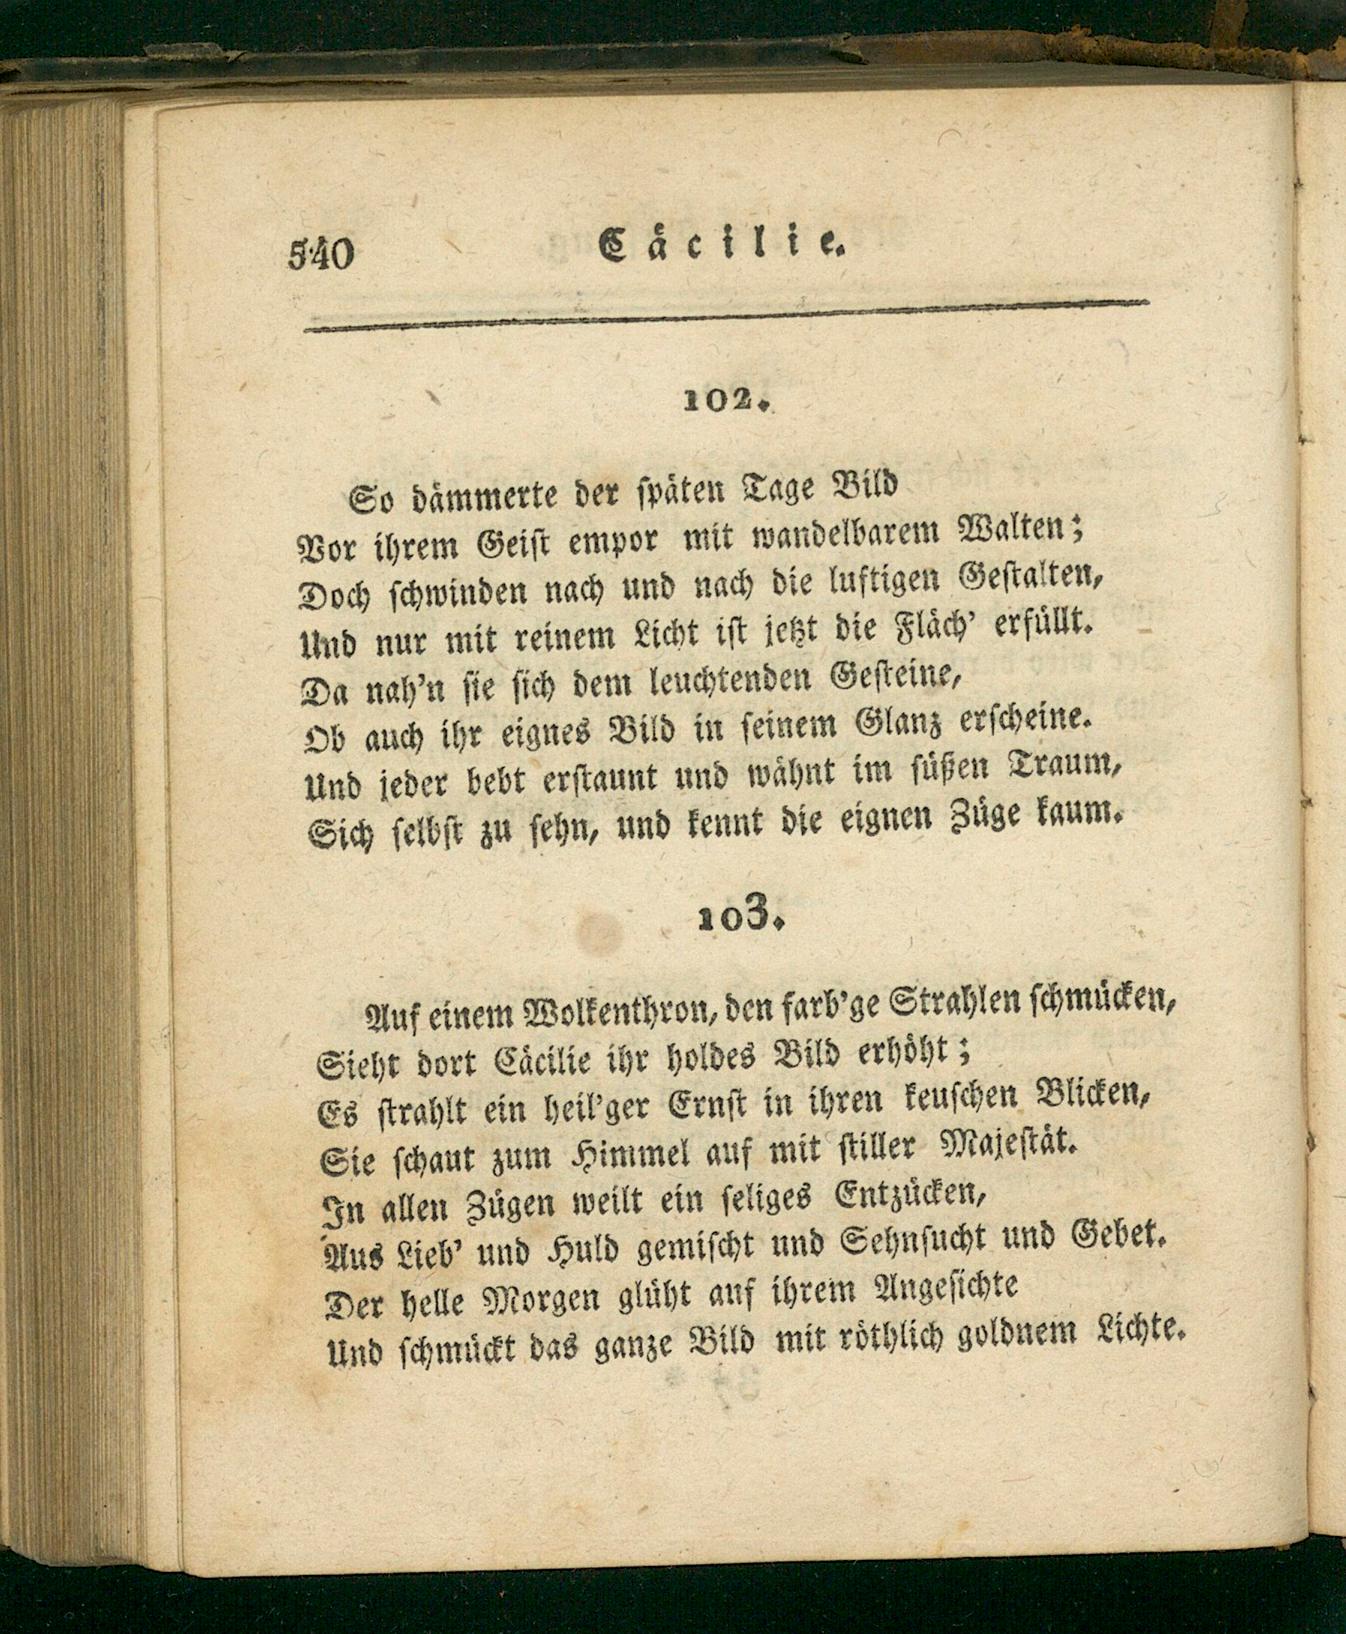 540
Cäcilie.
102.
So dämmerte der späten Tage Bild
Vor ihrem Geist empor mit wandelbarem Walten;
Doch schwinden nach und nach die luftigen Gestalten,
Und nur mit reinem Licht ist jetzt die Fläch' erfüllt.
Da nah'n sie sich dem leuchtenden Gesteine,
Ob auch ihr eignes Bild in seinem Glanz erscheine.
Und jeder bebt erstaunt und wähnt im süßen Traum,
Sich selbst zu sehn, und kennt die eignen Züge kaum.
103.
Auf einem Wolkenthron, den farb'ge Strahlen schmücken,
Sieht dort Cäcilie ihr holdes Bild erhöht;
Es strahlt ein heil'ger Ernst in ihren keuschen Blicken,
Sie schaut zum Himmel auf mit stiller Majestät.
In allen Zügen weilt ein seliges Entzücken,
Aus Lieb' und Huld gemischt und Sehnsucht und Gebet.
Der helle Morgen glüht auf ihrem Angesichte
Und schmückt das ganze Bild mit röthlich goldnem Lichte.